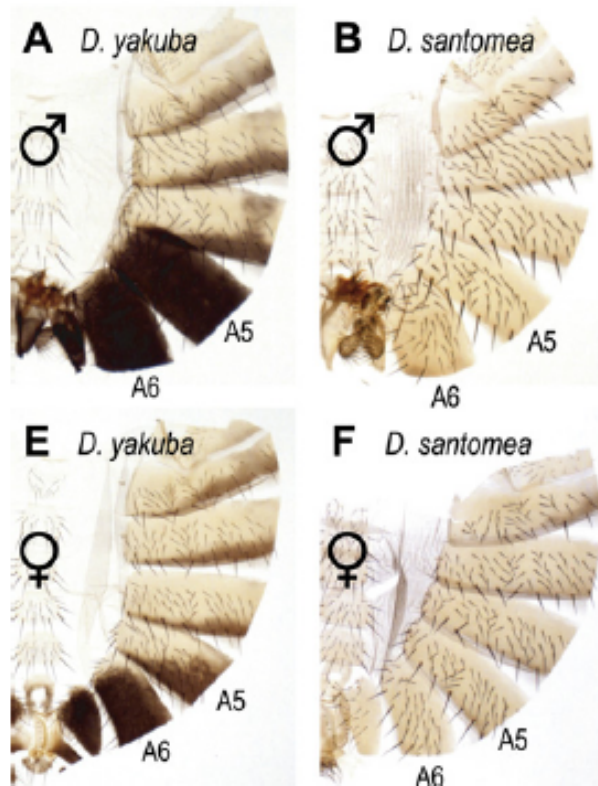 A D. yakuba
B D. santomea
♂
♂
A5
A5
A6
A6
E D. yakuba
F D. santomea
♀
♀
A5
A5
A6
A6